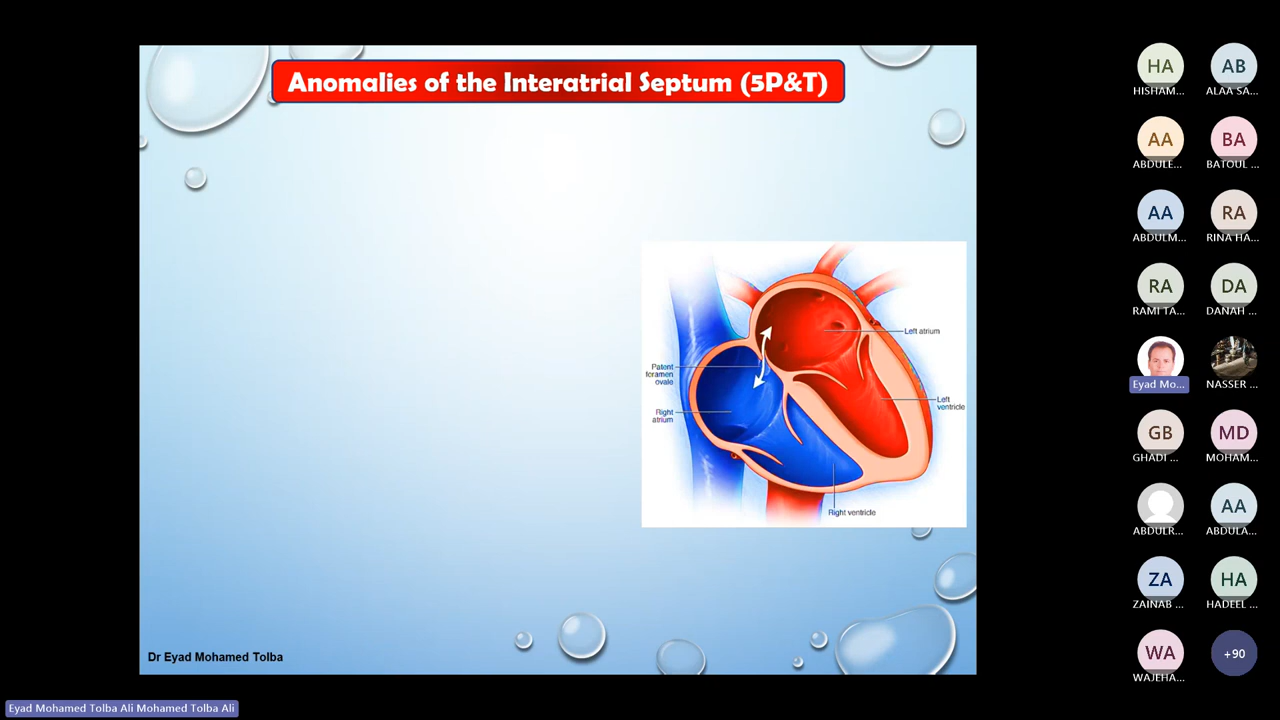 Anomalies of the Interatrial Septum (5P&T)
Left atrium
Patent
foramen
ovale
Right
atrium
Left
ventricle
Right ventricle
Dr Eyad Mohamed Tolba
Eyad Mohamed Tolba Ali Mohamed Tolba Ali
HA
HISHAM...
AB
ALAA SA...
AA
ABDULE...
BA
BATOUL ...
AA
ABDULM...
RA
RINA HA...
RA
RAMI TA...
DA
DANAH ...
Eyad Mo...
NASSER ...
GB
GHADI ...
MD
MOHAM...
ABDULR...
AA
ABDULA...
ZA
ZAINAB ...
HA
HADEEL ...
WA
WAJEHA...
+90